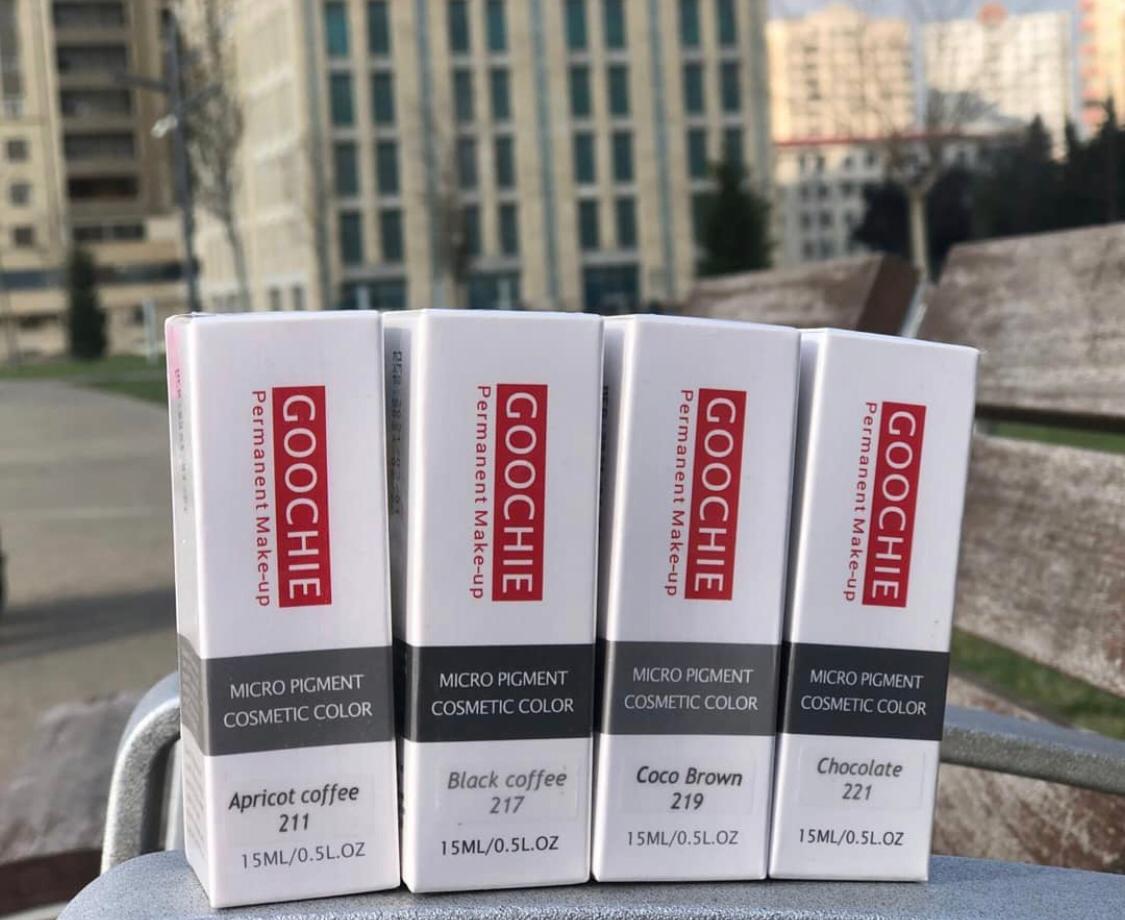 GOOCHIE
Permanent Make-up
MICRO PIGMENT
COSMETIC COLOR
Apricot coffee
211
15ML/0.5L.OZ
GOOCHIE
Permanent Make-up
MICRO PIGMENT
COSMETIC COLOR
Black coffee
217
15ML/0.5L.OZ
GOOCHIE
Permanent Make-up
MICRO PIGMENT
COSMETIC COLOR
Coco Brown
219
15ML/0.5L.OZ
GOOCHIE
Permanent Make-up
MICRO PIGMENT
COSMETIC COLOR
Chocolate
221
15ML/0.5L.OZ